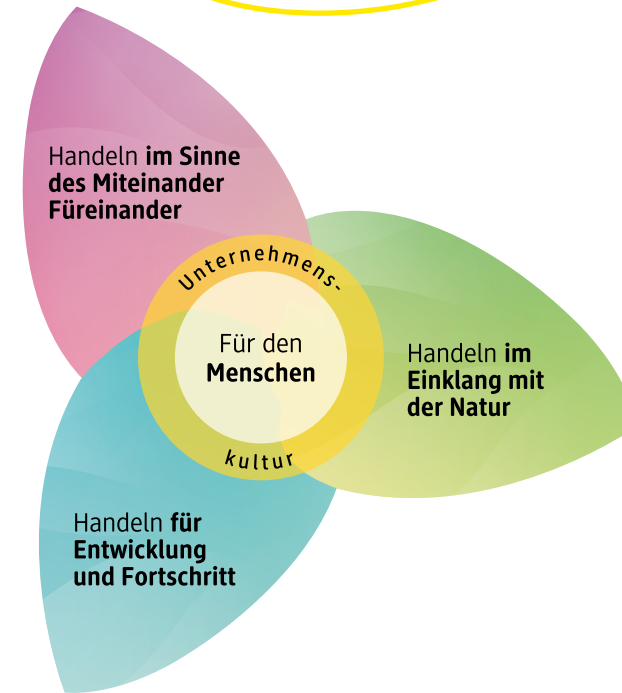 Handeln im Sinne
des Miteinander
Füreinander
Unternehmens-
kultur
Für den
Menschen
Handeln im
Einklang mit
der Natur
Handeln für
Entwicklung
und Fortschritt